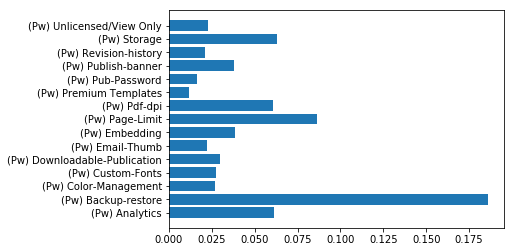 (Pw) Unlicensed/View Only
(Pw) Storage
(Pw) Revision-history
(Pw) Publish-banner
(Pw) Pub-Password
(Pw) Premium Templates
(Pw) Pdf-dpi
(Pw) Page-Limit
(Pw) Embedding
(Pw) Email-Thumb
(Pw) Downloadable-Publication
(Pw) Custom-Fonts
(Pw) Color-Management
(Pw) Backup-restore
(Pw) Analytics
0.000 0.025 0.050 0.075 0.100 0.125 0.150 0.175